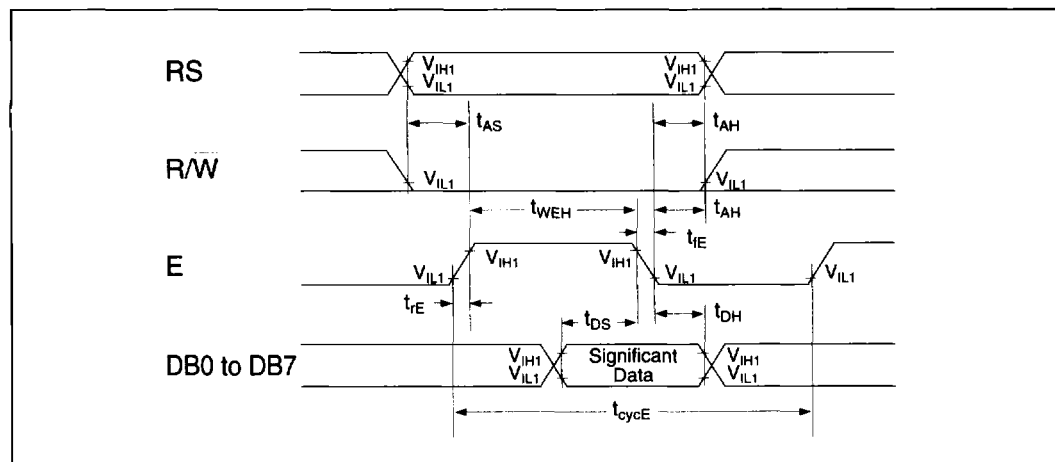 RS
VIH1
VIL1
VIH1
VIL1
tAS
tAH
R/W̅
VIL1
VIL1
tWEH
tAH
tfE
E
VIL1
VIH1
VIH1
VIL1
VIL1
trE
tDS
tDH
DB0 to DB7
VIH1
VIL1
Significant
Data
VIH1
VIL1
tcycE